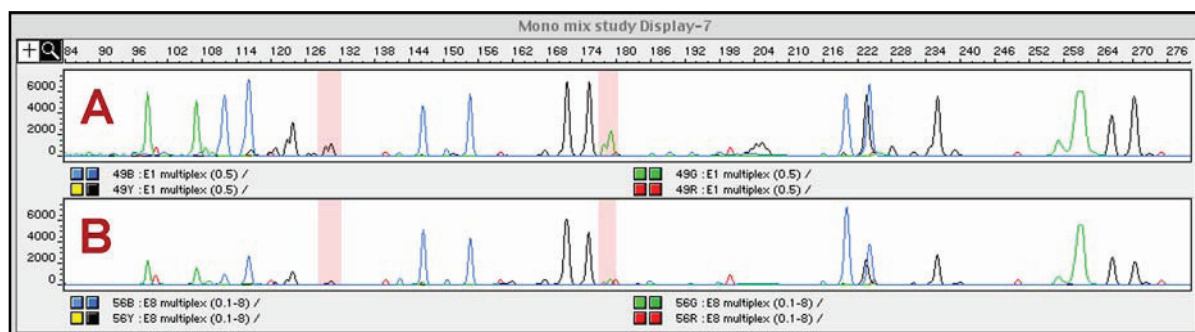 Mono mix study Display-7
84 90 96 102 108 114 120 126 132 138 144 150 156 162 168 174 180 186 192 198 204 210 216 222 228 234 240 246 252 258 264 270 276
6000
4000
2000
0
A
49B : E1 multiplex (0.5) /
49G : E1 multiplex (0.5) /
49Y : E1 multiplex (0.5) /
49R : E1 multiplex (0.5) /
6000
4000
2000
0
B
56B : E8 multiplex (0.1-8) /
56G : E8 multiplex (0.1-8) /
56Y : E8 multiplex (0.1-8) /
56R : E8 multiplex (0.1-8) /